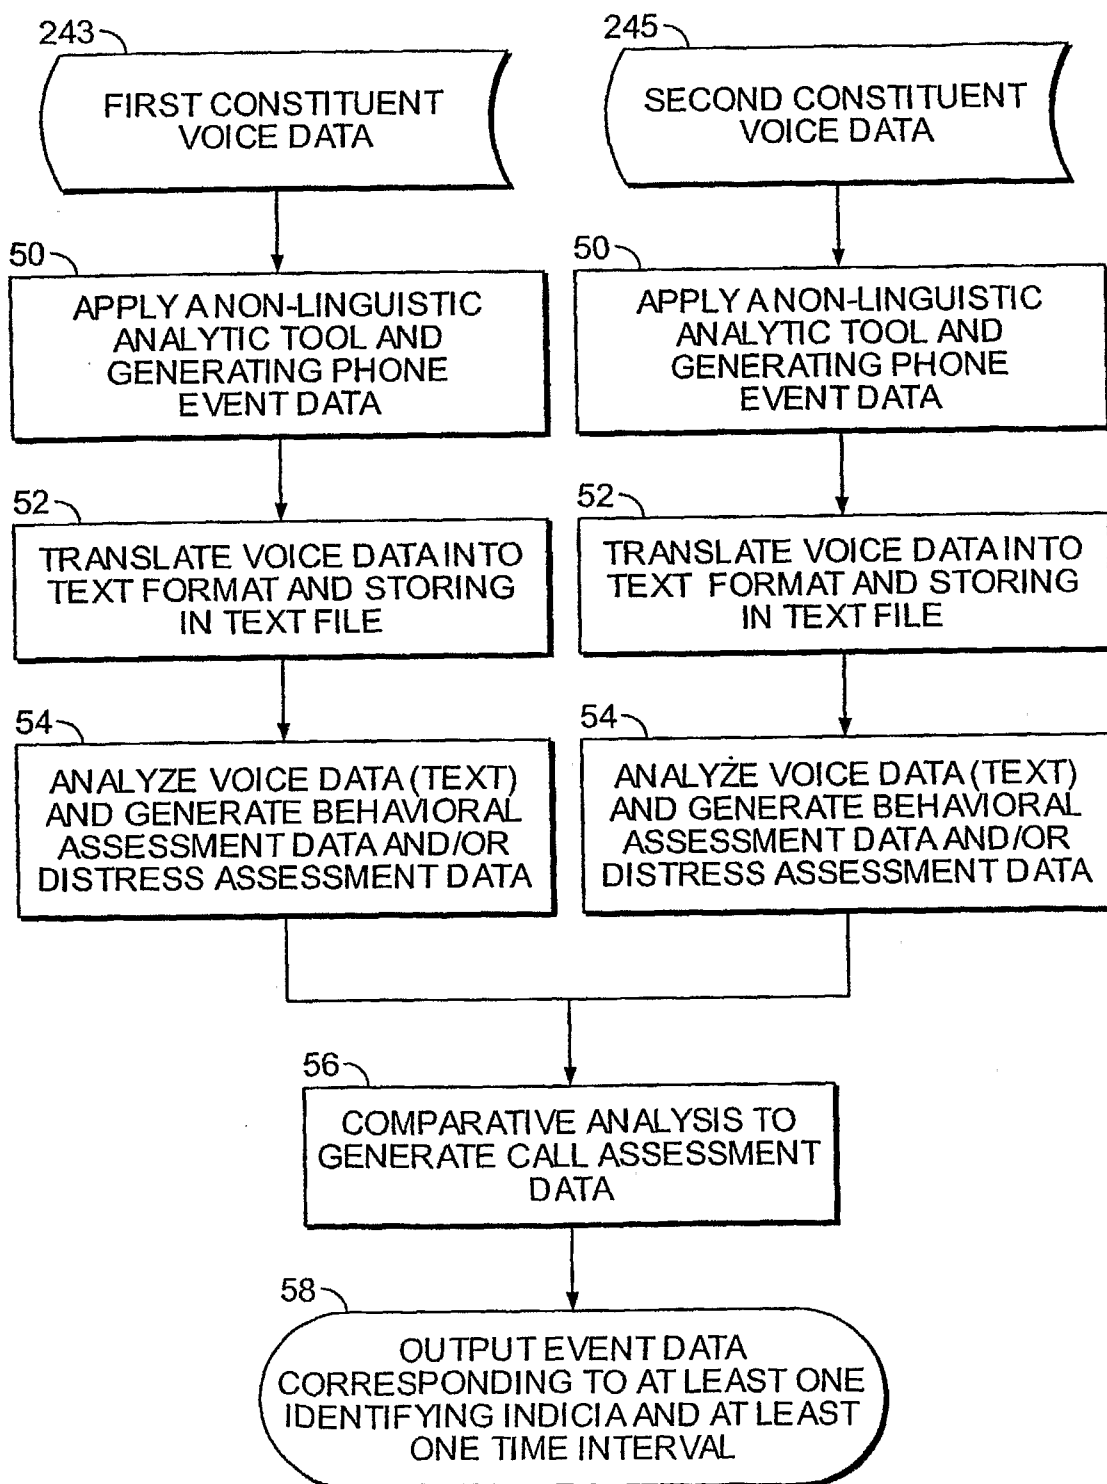 243
FIRST CONSTITUENT
VOICE DATA
245
SECOND CONSTITUENT
VOICE DATA
50
APPLY A NON-LINGUISTIC
ANALYTIC TOOL AND
GENERATING PHONE
EVENT DATA
50
APPLY A NON-LINGUISTIC
ANALYTIC TOOL AND
GENERATING PHONE
EVENT DATA
52
TRANSLATE VOICE DATA INTO
TEXT FORMAT AND STORING
IN TEXT FILE
52
TRANSLATE VOICE DATA INTO
TEXT FORMAT AND STORING
IN TEXT FILE
54
ANALYZE VOICE DATA (TEXT)
AND GENERATE BEHAVIORAL
ASSESSMENT DATA AND/OR
DISTRESS ASSESSMENT DATA
54
ANALYZE VOICE DATA (TEXT)
AND GENERATE BEHAVIORAL
ASSESSMENT DATA AND/OR
DISTRESS ASSESSMENT DATA
56
COMPARATIVE ANALYSIS TO
GENERATE CALL ASSESSMENT
DATA
58
OUTPUT EVENT DATA
CORRESPONDING TO AT LEAST ONE
IDENTIFYING INDICIA AND AT LEAST
ONE TIME INTERVAL